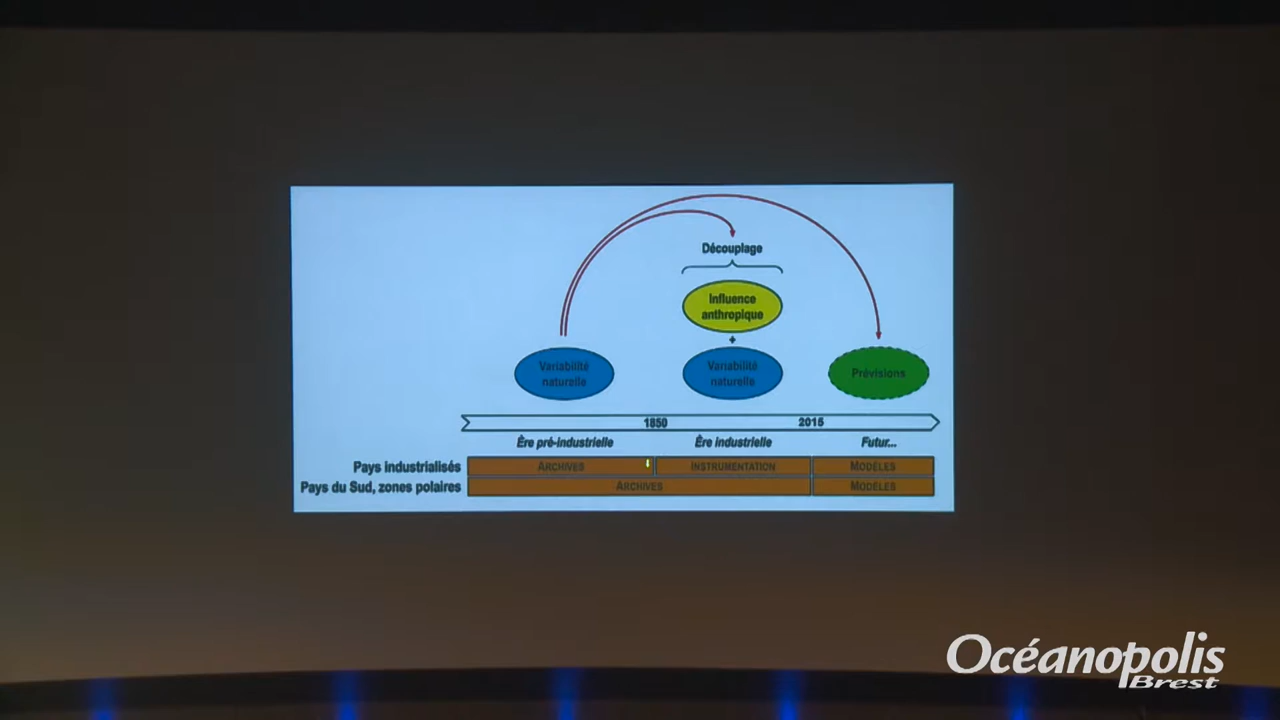 Découplage
Influence
anthropique
+
Variabilité
naturelle
Variabilité
naturelle
Prévisions
1850
2015
Ère pré-industrielle
Ère industrielle
Futur...
Pays industrialisés
ARCHIVES
INSTRUMENTATION
MODÈLES
Pays du Sud, zones polaires
ARCHIVES
MODÈLES
Océanopolis
Brest